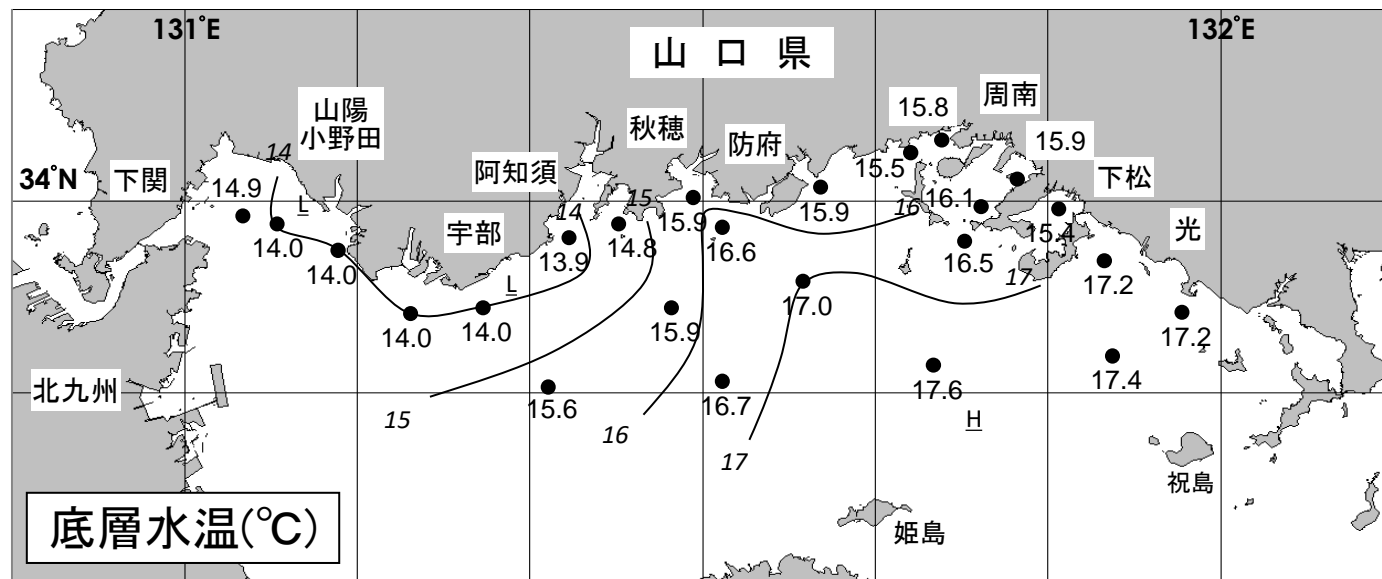 131°E
132°E
山口県
山陽
小野田
秋穂
防府
周南
15.8
15.9
34°N
下関
14
阿知須
15.5
下松
14.9
L
14
15
15.9
15.9
16
16.1
15.4
光
14.0
宇部
13.9
14.8
16.6
16.5
17
17.2
14.0
L
14.0
14.0
15.9
17.0
17.2
北九州
15
15.6
16
16.7
17
17.6
H
17.4
祝島
姫島
底層水温(℃)